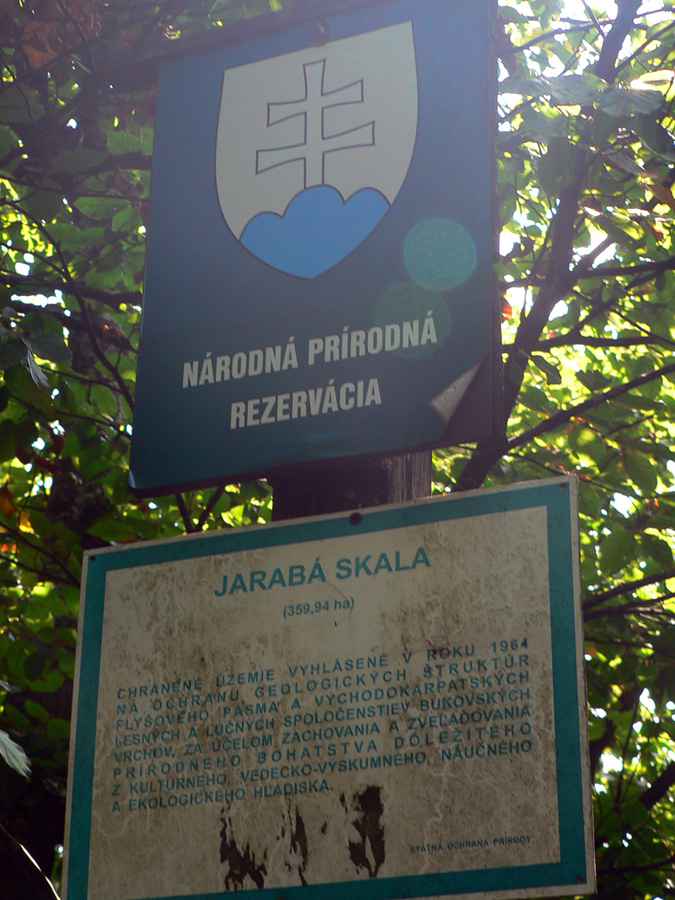 NÁRODNÁ PRÍRODNÁ
REZERVÁCIA
JARABÁ SKALA
(359,94 ha)
CHRÁNENÉ ÚZEMIE VYHLÁSENÉ V ROKU 1964
NA OCHRANU GEOLOGICKÝCH ŠTRUKTÚR
FLYŠOVÉHO PÁSMA A VÝCHODOKARPATSKÝCH
LESNÝCH A LÚČNYCH SPOLOČENSTIEV BUKOVSKÝCH
VRCHOV, ZA ÚČELOM ZACHOVANIA A ZVEĽAĎOVANIA
PRÍRODNÉHO BOHATSTVA DÔLEŽITÉHO
Z KULTÚRNEHO, VEDECKO-VÝSKUMNÉHO, NÁUČNÉHO
A EKOLOGICKÉHO HĽADISKA.
ŠTÁTNA OCHRANA PRÍRODY